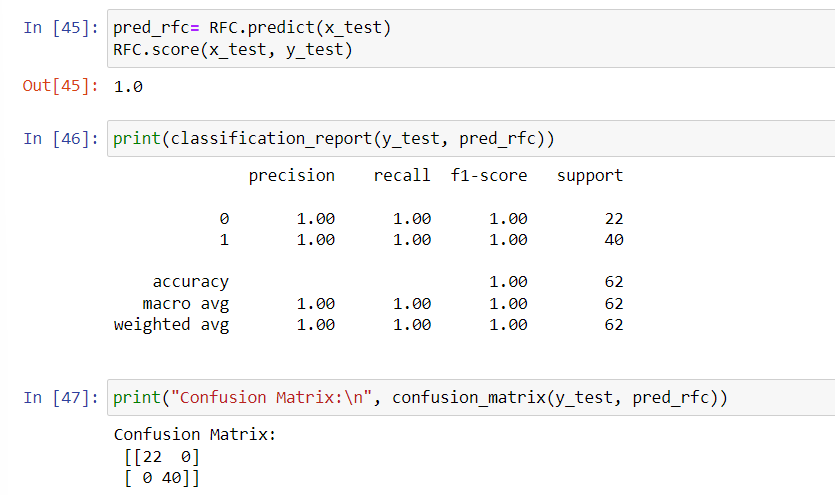 In [45]: pred_rfc= RFC.predict(x_test)
RFC.score(x_test, y_test)
Out[45]: 1.0
In [46]: print(classification_report(y_test, pred_rfc))
precision recall f1-score support
0 1.00 1.00 1.00 22
1 1.00 1.00 1.00 40
accuracy 1.00 62
macro avg 1.00 1.00 1.00 62
weighted avg 1.00 1.00 1.00 62
In [47]: print("Confusion Matrix:\n", confusion_matrix(y_test, pred_rfc))
Confusion Matrix:
[[22 0]
[ 0 40]]